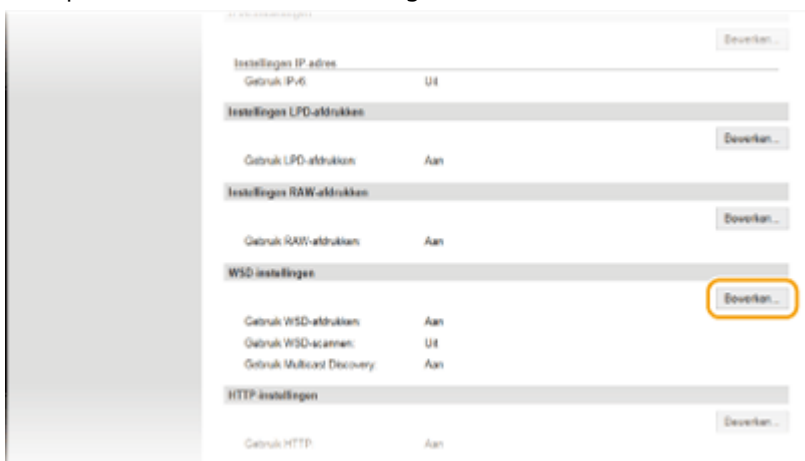 Bewerken...
Instellingen IP-adres
Gebruik IPv6: Uit
Instellingen LPD-afdrukken
Bewerken...
Gebruik LPD-afdrukken: Aan
Instellingen RAW-afdrukken
Bewerken...
Gebruik RAW-afdrukken: Aan
WSD-instellingen
Bewerken...
Gebruik WSD-afdrukken: Aan
Gebruik WSD-scannen: Uit
Gebruik Multicast Discovery: Aan
HTTP-instellingen
Bewerken...
Gebruik HTTP: Aan